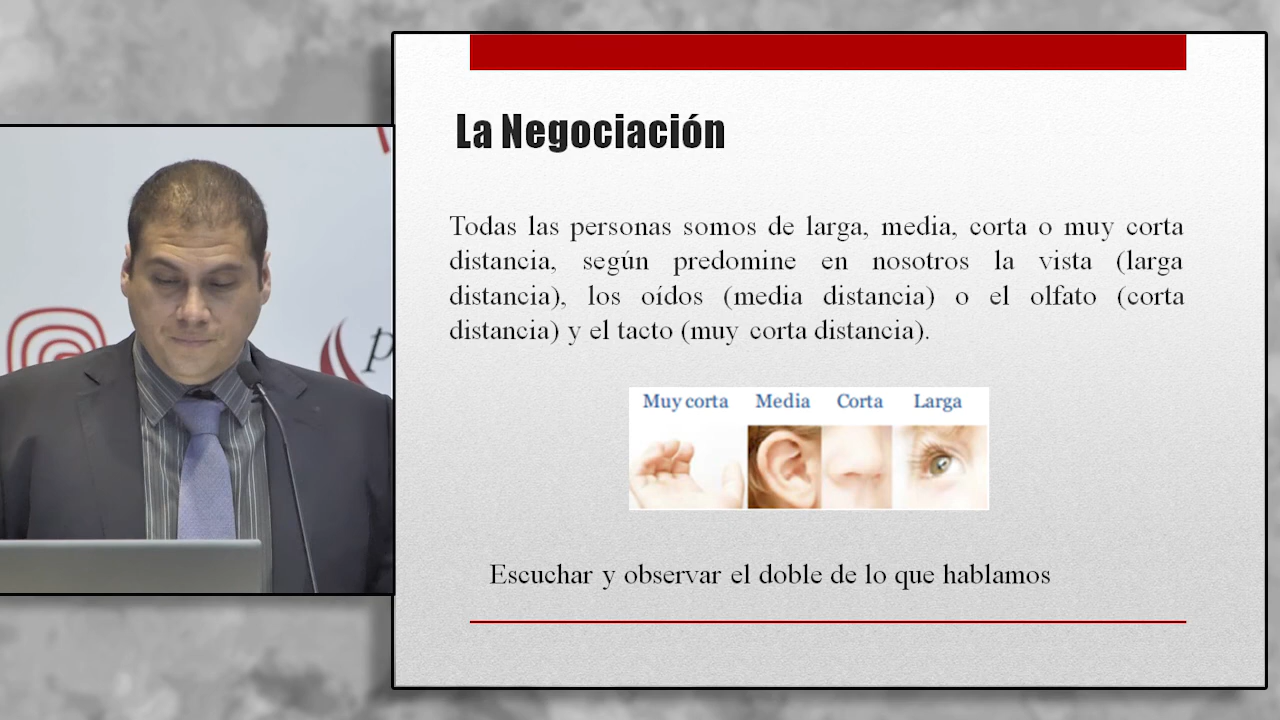 La Negociación
Todas las personas somos de larga, media, corta o muy corta
distancia, según predomine en nosotros la vista (larga
distancia), los oídos (media distancia) o el olfato (corta
distancia) y el tacto (muy corta distancia).
Muy corta Media Corta Larga
Escuchar y observar el doble de lo que hablamos